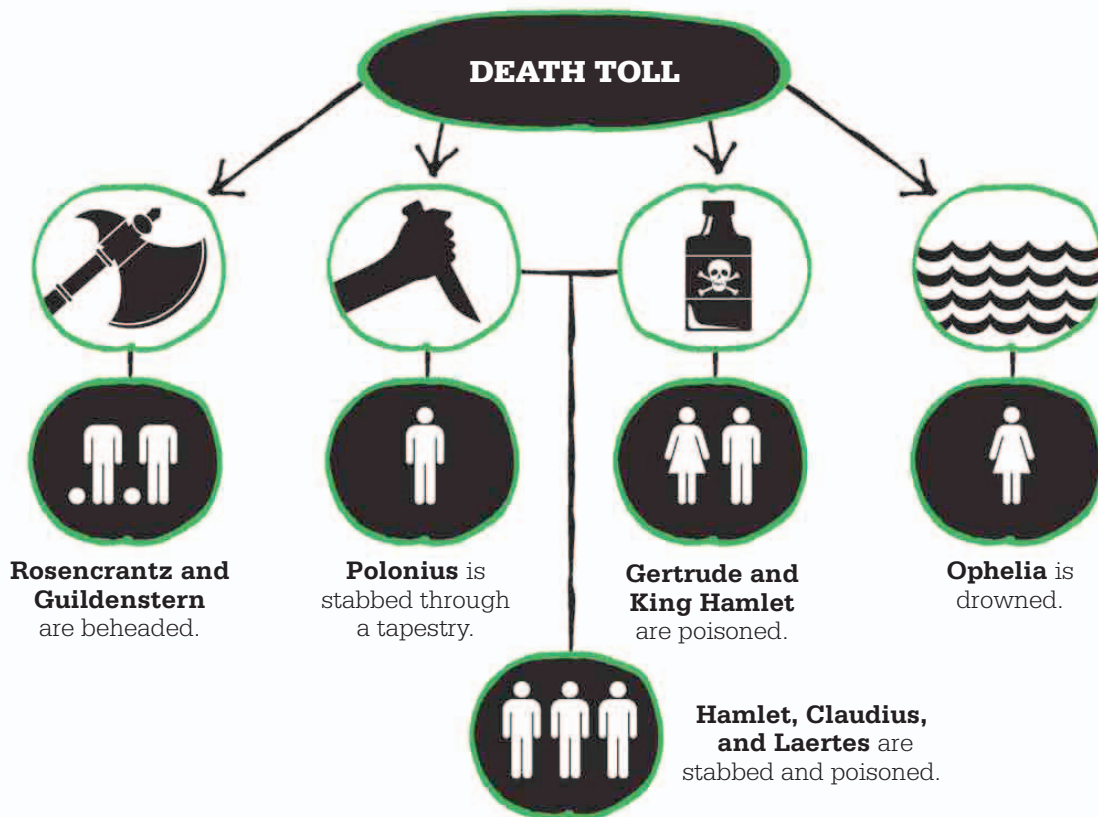 DEATH TOLL
Rosencrantz and
Guildenstern
are beheaded.
Polonius is
stabbed through
a tapestry.
Gertrude and
King Hamlet
are poisoned.
Ophelia is
drowned.
Hamlet, Claudius,
and Laertes are
stabbed and poisoned.